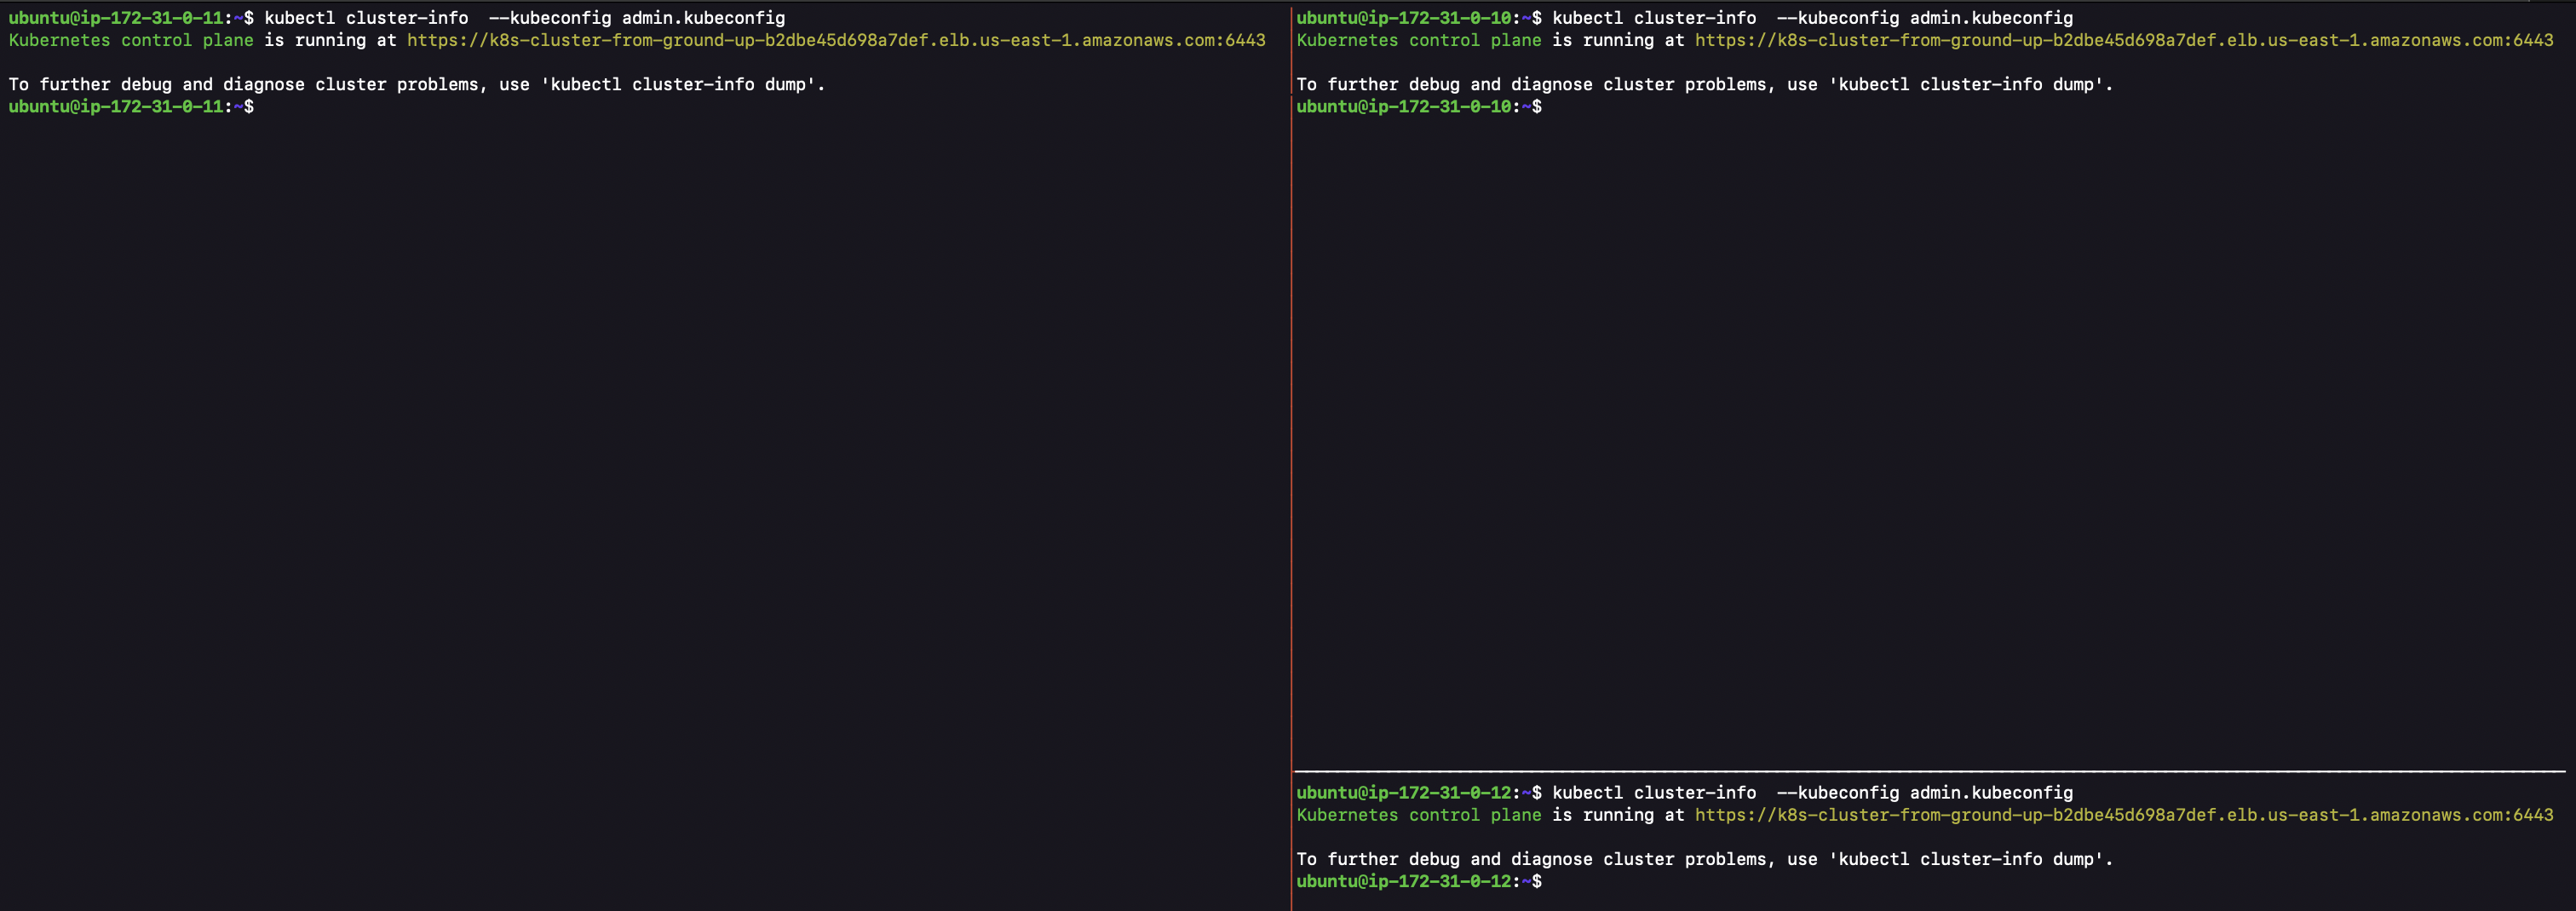 ubuntu@ip-172-31-0-11:~$ kubectl cluster-info  --kubeconfig admin.kubeconfig
Kubernetes control plane is running at https://k8s-cluster-from-ground-up-b2dbe45d698a7def.elb.us-east-1.amazonaws.com:6443
To further debug and diagnose cluster problems, use 'kubectl cluster-info dump'.
ubuntu@ip-172-31-0-11:~$
ubuntu@ip-172-31-0-10:~$ kubectl cluster-info  --kubeconfig admin.kubeconfig
Kubernetes control plane is running at https://k8s-cluster-from-ground-up-b2dbe45d698a7def.elb.us-east-1.amazonaws.com:6443
To further debug and diagnose cluster problems, use 'kubectl cluster-info dump'.
ubuntu@ip-172-31-0-10:~$
ubuntu@ip-172-31-0-12:~$ kubectl cluster-info  --kubeconfig admin.kubeconfig
Kubernetes control plane is running at https://k8s-cluster-from-ground-up-b2dbe45d698a7def.elb.us-east-1.amazonaws.com:6443
To further debug and diagnose cluster problems, use 'kubectl cluster-info dump'.
ubuntu@ip-172-31-0-12:~$